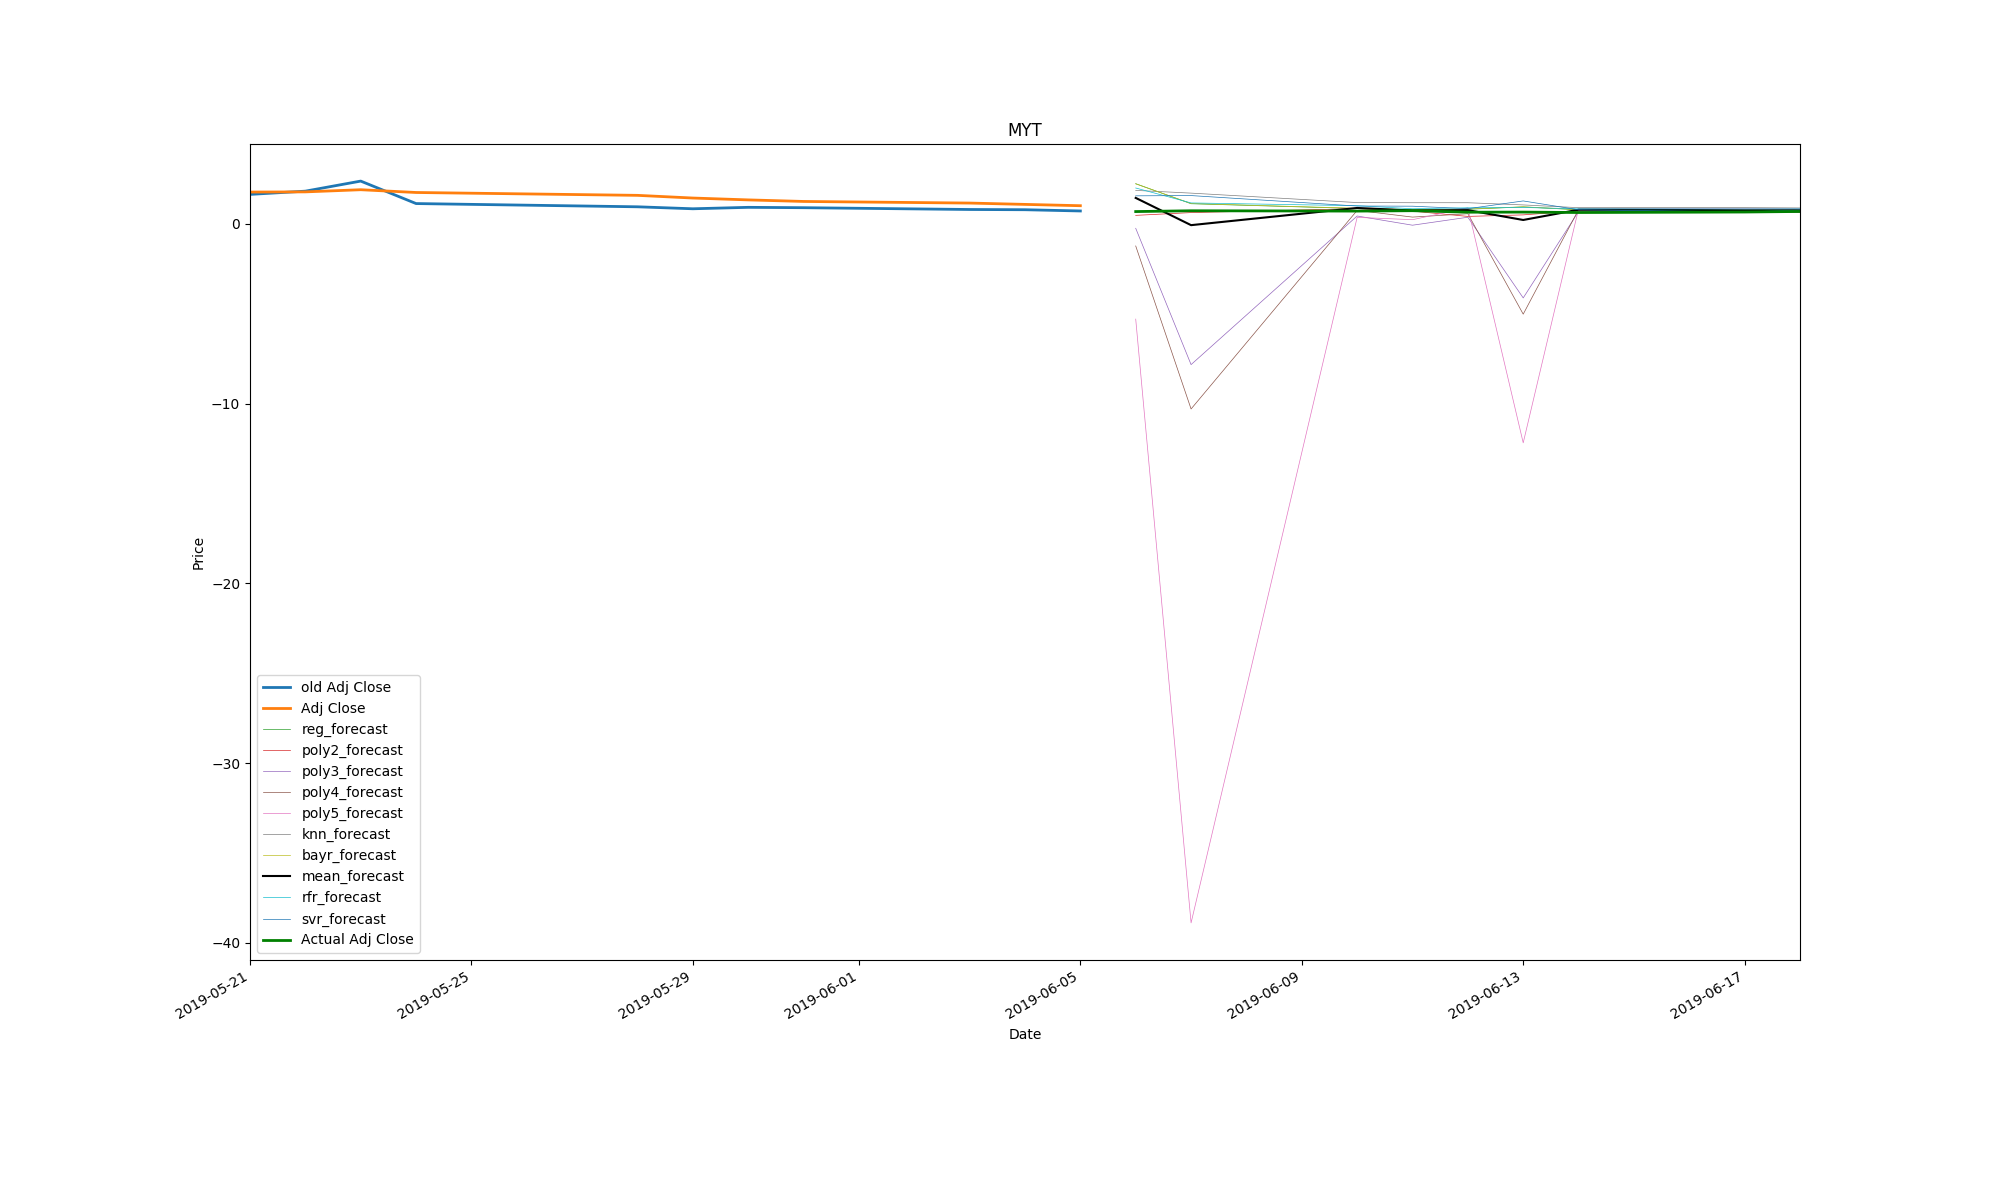 MYT
0
−10
−20
−30
−40
Price
old Adj Close
Adj Close
reg_forecast
poly2_forecast
poly3_forecast
poly4_forecast
poly5_forecast
knn_forecast
bayr_forecast
mean_forecast
rfr_forecast
svr_forecast
Actual Adj Close
2019-05-21
2019-05-25
2019-05-29
2019-06-01
2019-06-05
2019-06-09
2019-06-13
2019-06-17
Date